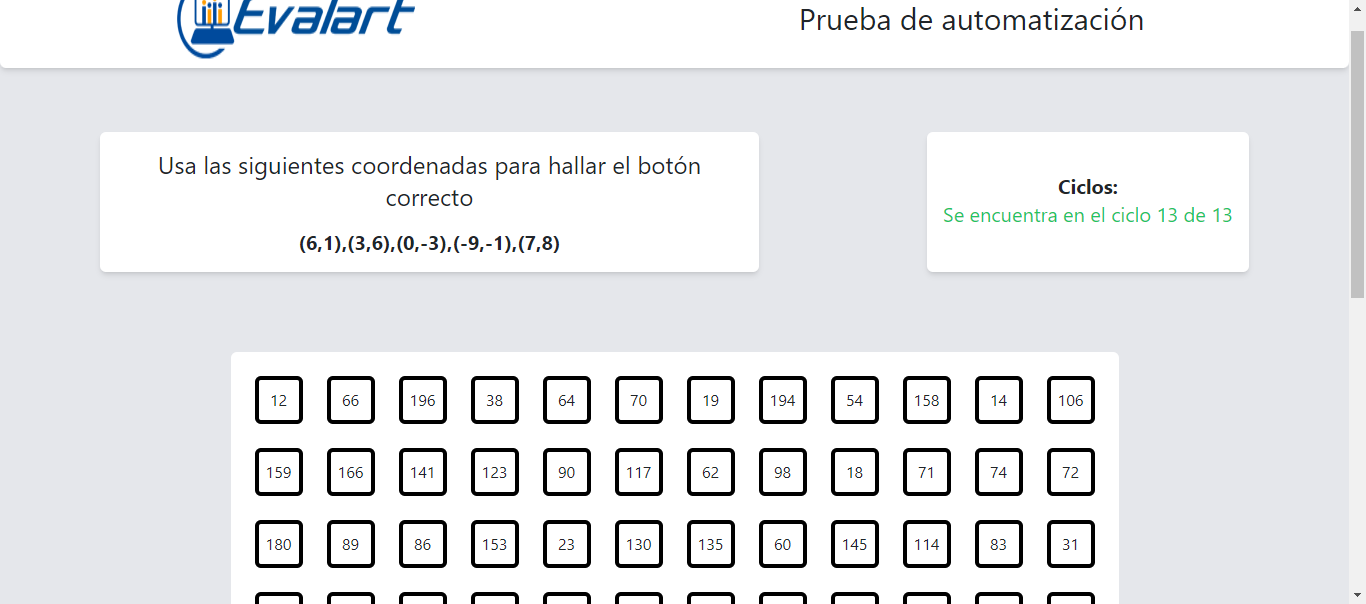 Evalart
Prueba de automatización
Usa las siguientes coordenadas para hallar el botón
correcto
(6,1),(3,6),(0,-3),(-9,-1),(7,8)
Ciclos:
Se encuentra en el ciclo 13 de 13
12 66 196 38 64 70 19 194 54 158 14 106
159 166 141 123 90 117 62 98 18 71 74 72
180 89 86 153 23 130 135 60 145 114 83 31